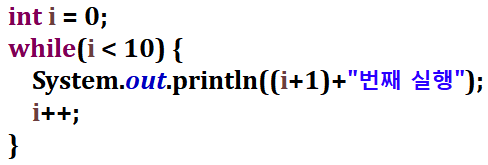 int i = 0;
while(i < 10) {
    System.out.println((i+1)+"번째 실행");
    i++;
}